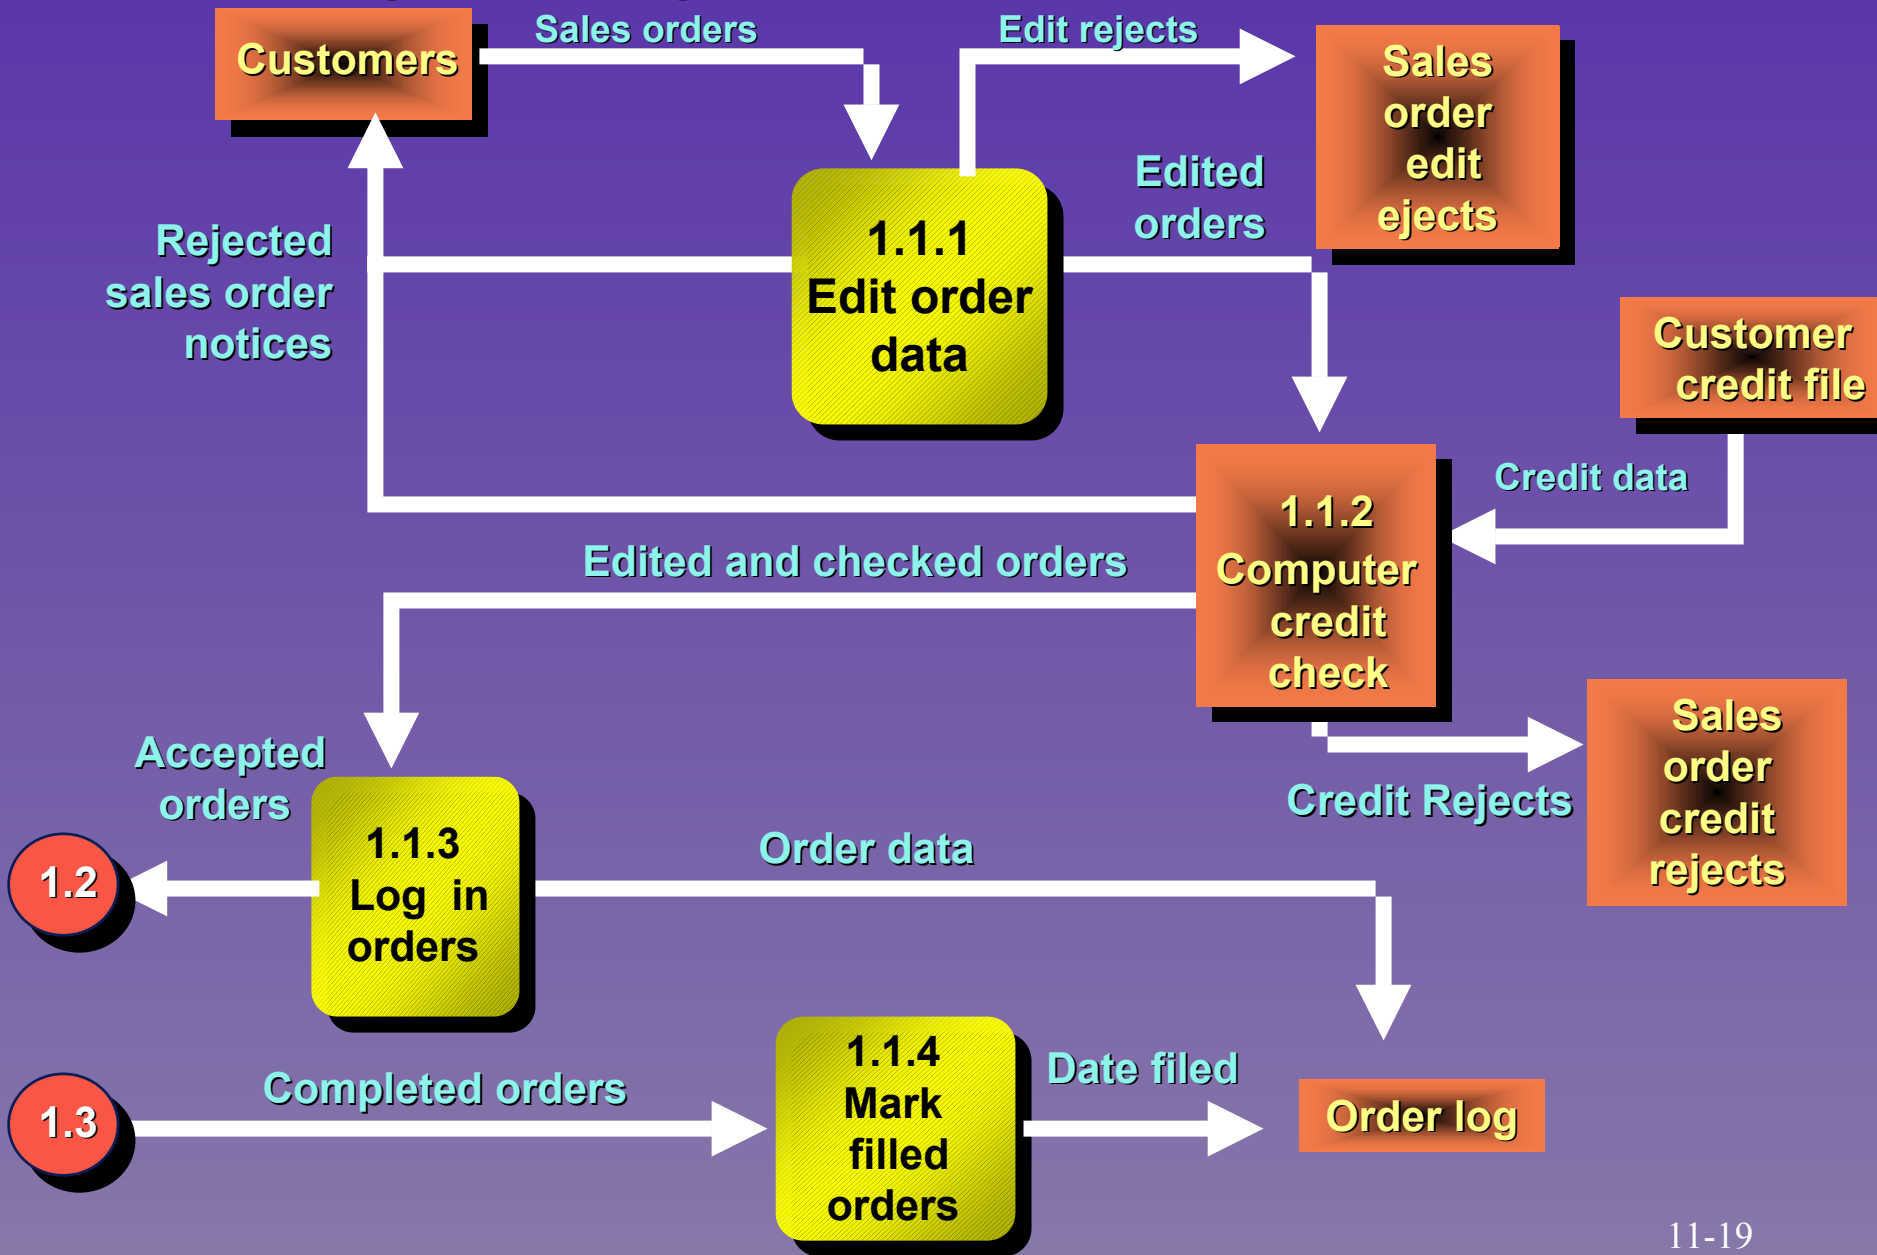 Customers
Sales orders
Edit rejects
Sales
order
edit
ejects
Edited
orders
1.1.1
Edit order
data
Rejected
sales order
notices
Customer
credit file
Credit data
1.1.2
Computer
credit
check
Edited and checked orders
Sales
order
credit
rejects
Credit Rejects
Accepted
orders
1.1.3
Log in
orders
Order data
1.2
1.1.4
Mark
filled
orders
Date filed
Order log
Completed orders
1.3
11-19